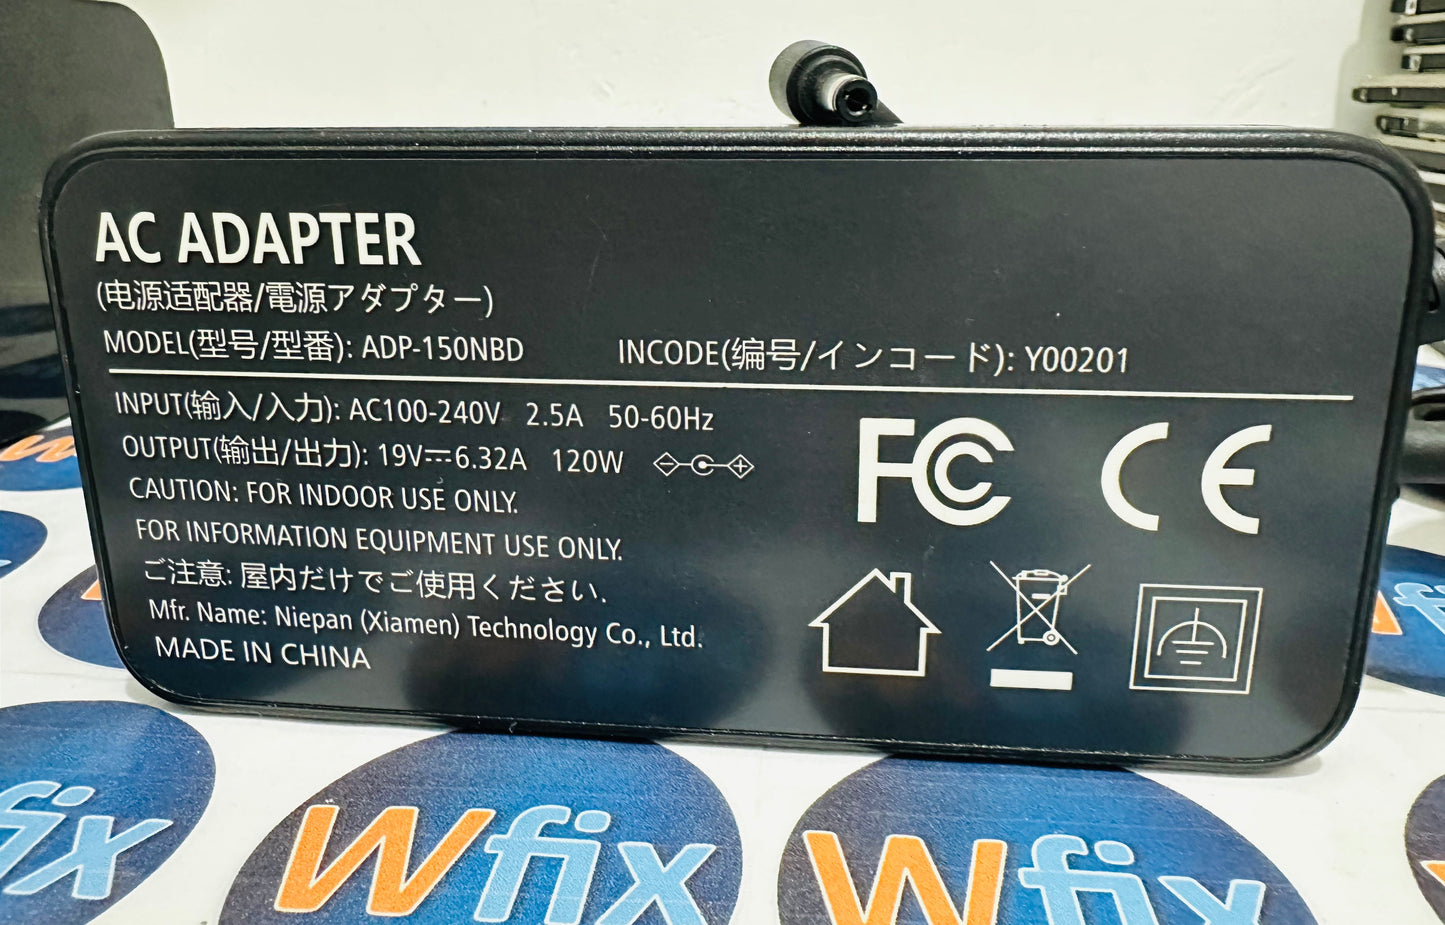 AC ADAPTER
(电源适配器/電源アダプター)
MODEL(型号/型番): ADP-150NBD
INCODE(编号/インコード): Y00201
INPUT(输入/入力): AC100-240V 2.5A 50-60Hz
OUTPUT(输出/出力): 19V⎓6.32A 120W
CAUTION: FOR INDOOR USE ONLY.
FOR INFORMATION EQUIPMENT USE ONLY.
ご注意: 屋内だけでご使用ください.
Mfr. Name: Niepan (Xiamen) Technology Co., Ltd.
MADE IN CHINA
FC CE
Wfix
Wfix
fix